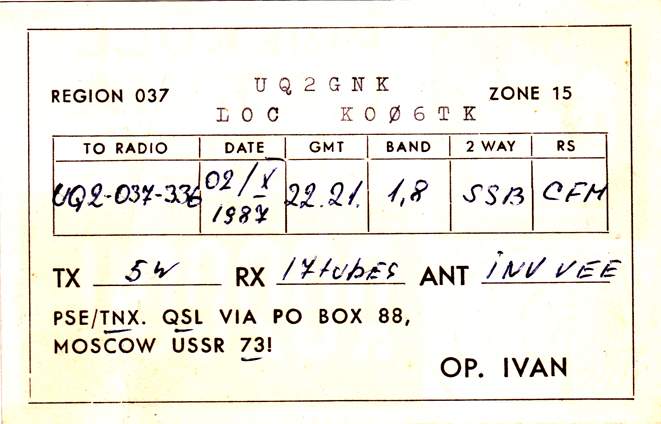 UQ2GNK
REGION 037 ZONE 15
LOC KOØ6TK
TO RADIO DATE GMT BAND 2 WAY RS
UQ2-037-336 02/X 1987 22.21. 1,8 SSB CFM
TX 5W RX 17tubes ANT INV VEE
PSE/TNX. QSL VIA PO BOX 88,
MOSCOW USSR 73!
OP. IVAN